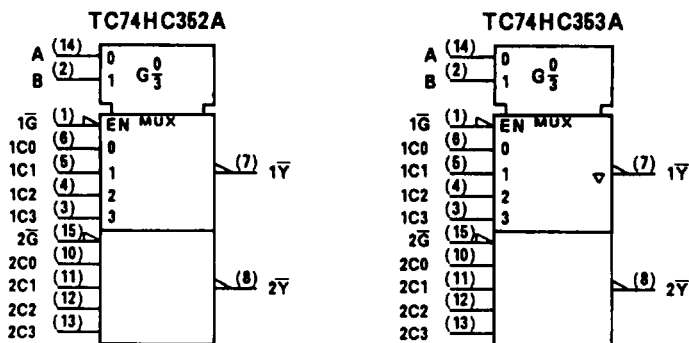 TC74HC352A
A (14) 0
B (2) 1
G 0/3
1G̅ (1) EN MUX
1C0 (6) 0
1C1 (5) 1
1C2 (4) 2
1C3 (3) 3
(7) 1Y̅
2G̅ (15)
2C0 (10)
2C1 (11)
2C2 (12)
2C3 (13)
(8) 2Y̅
TC74HC353A
A (14) 0
B (2) 1
G 0/3
1G̅ (1) EN MUX
1C0 (6) 0
1C1 (5) 1
1C2 (4) 2
1C3 (3) 3
▽ (7) 1Y̅
2G̅ (15)
2C0 (10)
2C1 (11)
2C2 (12)
2C3 (13)
(8) 2Y̅